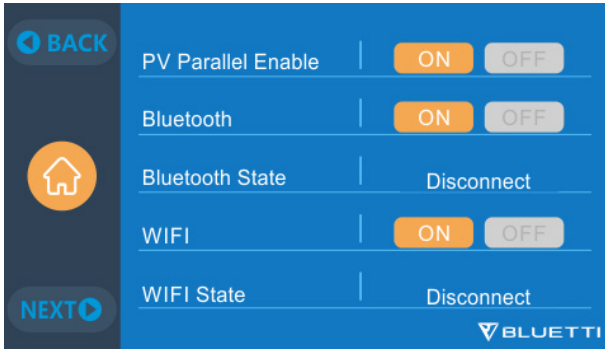 BACK
PV Parallel Enable ON OFF
Bluetooth ON OFF
Bluetooth State Disconnect
WIFI ON OFF
WIFI State Disconnect
NEXT
BLUETTI